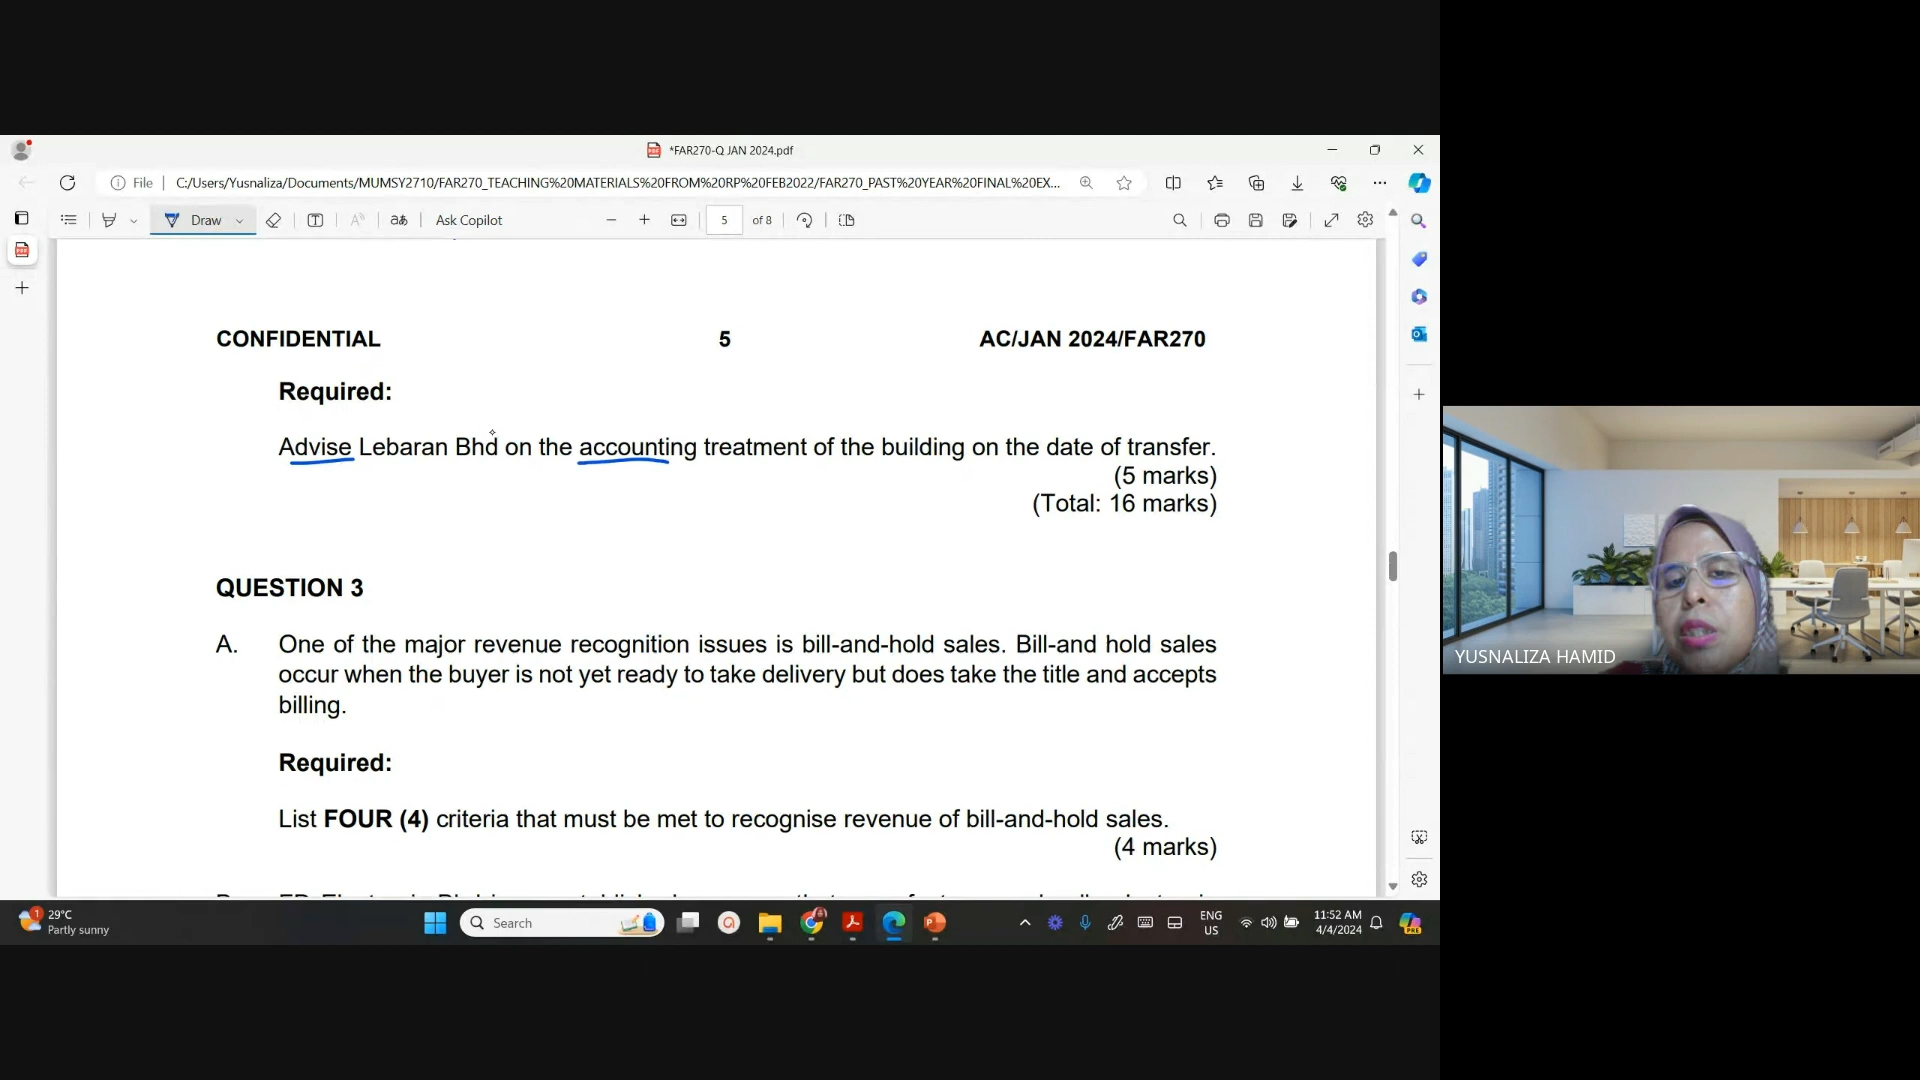 *FAR270-Q JAN 2024.pdf
File
C:/Users/Yusnaliza/Documents/MUMSY2710/FAR270_TEACHING%20MATERIALS%20FROM%20RP%20FEB2022/FAR270_PAST%20YEAR%20FINAL%20EX...
Draw
Ask Copilot
5
of 8
CONFIDENTIAL 5 AC/JAN 2024/FAR270
Required:
Advise Lebaran Bhd on the accounting treatment of the building on the date of transfer.
(5 marks)
(Total: 16 marks)
QUESTION 3
A. One of the major revenue recognition issues is bill-and-hold sales. Bill-and hold sales
occur when the buyer is not yet ready to take delivery but does take the title and accepts
billing.
Required:
List FOUR (4) criteria that must be met to recognise revenue of bill-and-hold sales.
(4 marks)
YUSNALIZA HAMID
1
29°C
Partly sunny
Search
ENG
US
11:52 AM
4/4/2024
PRE